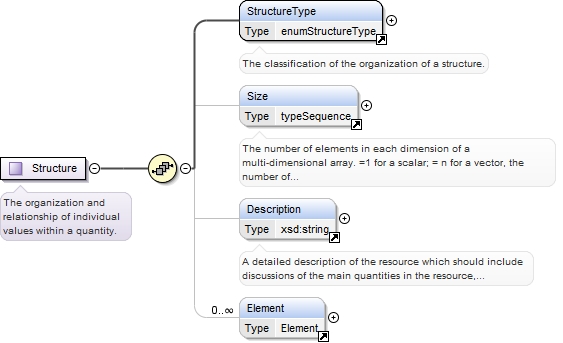 StructureType
Type enumStructureType
The classification of the organization of a structure.
Size
Type typeSequence
The number of elements in each dimension of a
multi-dimensional array. =1 for a scalar; = n for a vector, the
number of...
Structure
The organization and
relationship of individual
values within a quantity.
Description
Type xsd:string
A detailed description of the resource which should include
discussions of the main quantities in the resource,...
0..∞
Element
Type Element